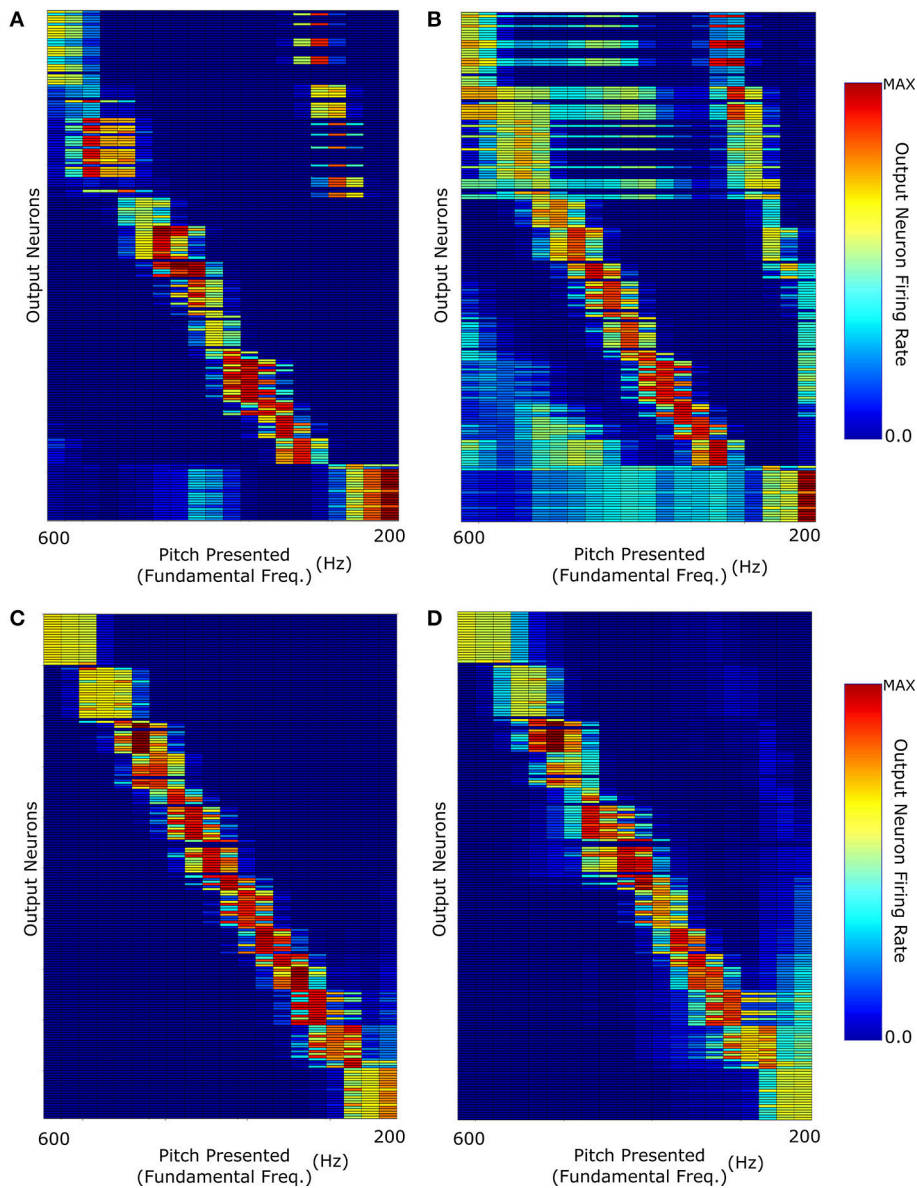 A
B
Output Neurons
Output Neurons
MAX
Output Neuron Firing Rate
0.0
600
200
Pitch Presented
(Fundamental Freq.)
(Hz)
600
200
Pitch Presented
(Fundamental Freq.)
(Hz)
C
D
Output Neurons
Output Neurons
MAX
Output Neuron Firing Rate
0.0
600
200
Pitch Presented
(Fundamental Freq.)
(Hz)
600
200
Pitch Presented
(Fundamental Freq.)
(Hz)